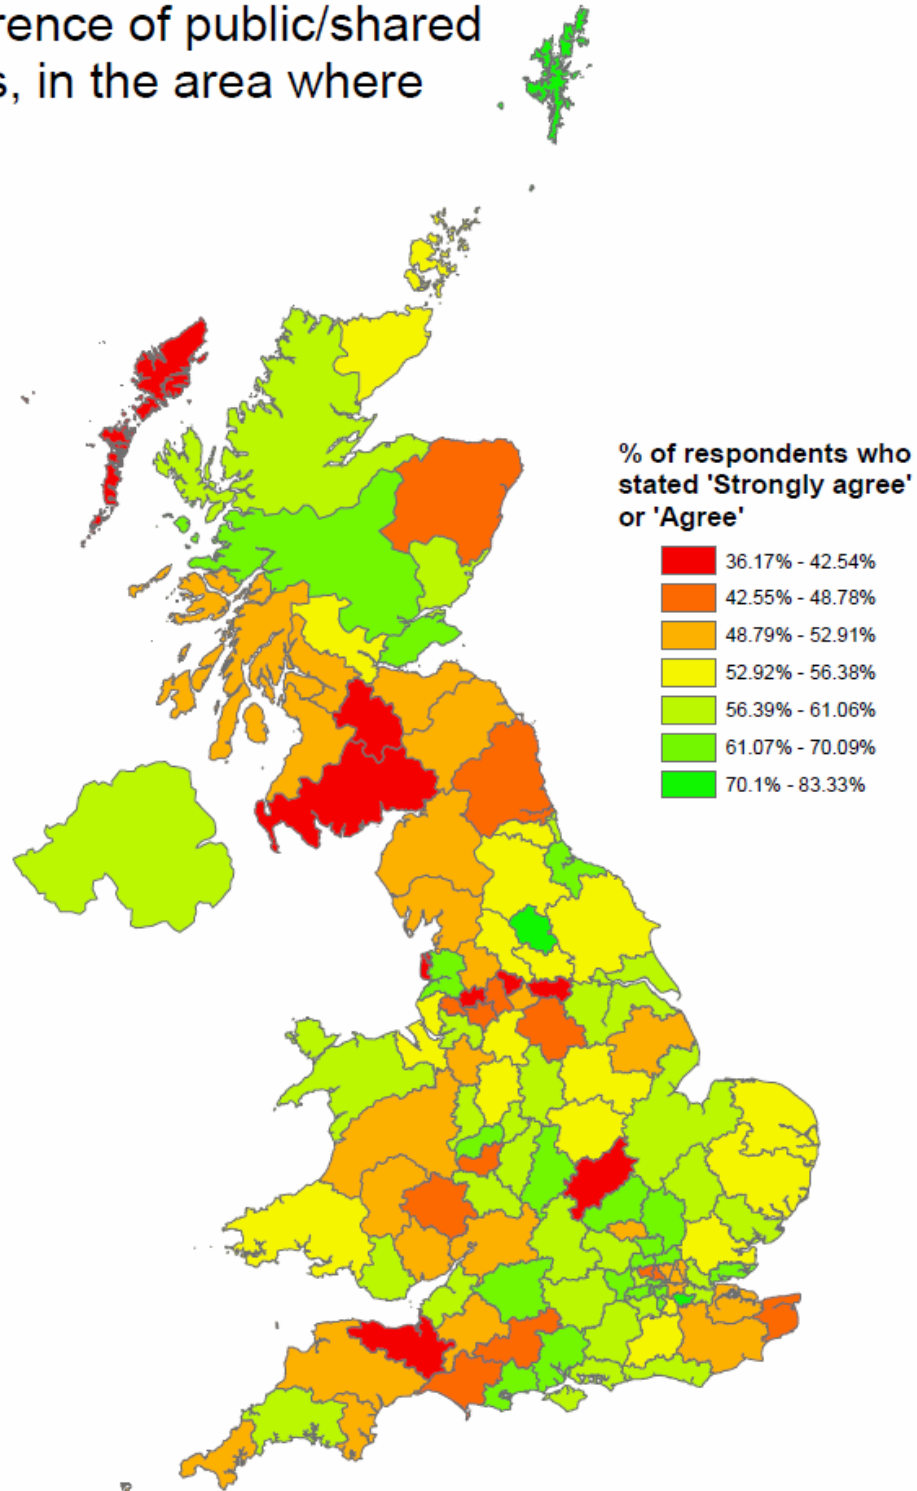 rence of public/shared
s, in the area where
% of respondents who
stated 'Strongly agree'
or 'Agree'
36.17% - 42.54%
42.55% - 48.78%
48.79% - 52.91%
52.92% - 56.38%
56.39% - 61.06%
61.07% - 70.09%
70.1% - 83.33%